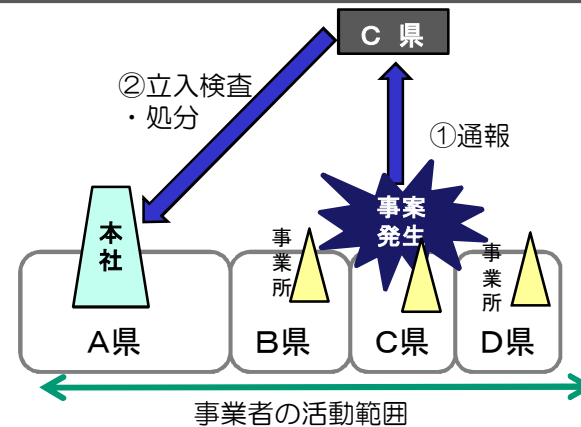 C 県
②立入検査
・処分
①通報
事案
発生
本
社
事
業
所
事
業
所
A県
B県
C県
D県
事業者の活動範囲